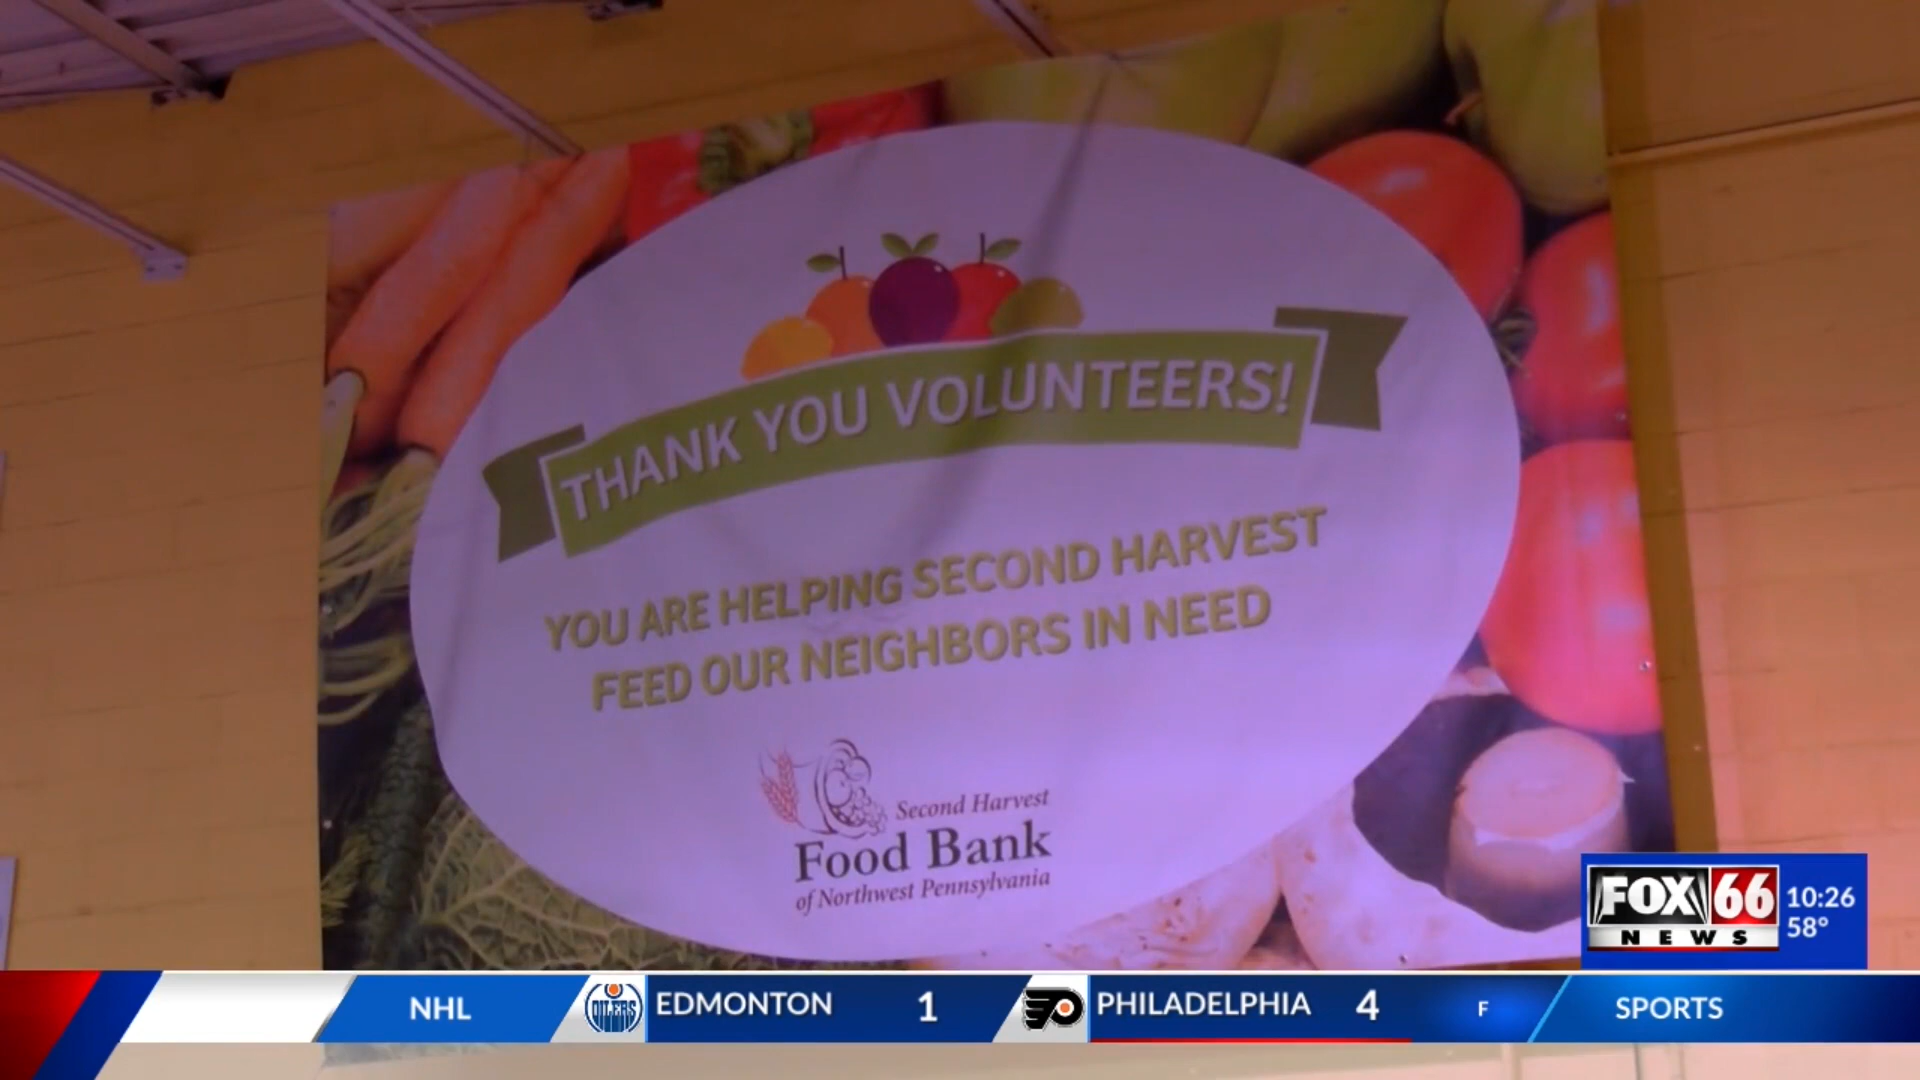 THANK YOU VOLUNTEERS!
YOU ARE HELPING SECOND HARVEST
FEED OUR NEIGHBORS IN NEED
Second Harvest
Food Bank
of Northwest Pennsylvania
FOX 66 10:26
NEWS 58°
NHL OILERS EDMONTON 1 PHILADELPHIA 4 F SPORTS